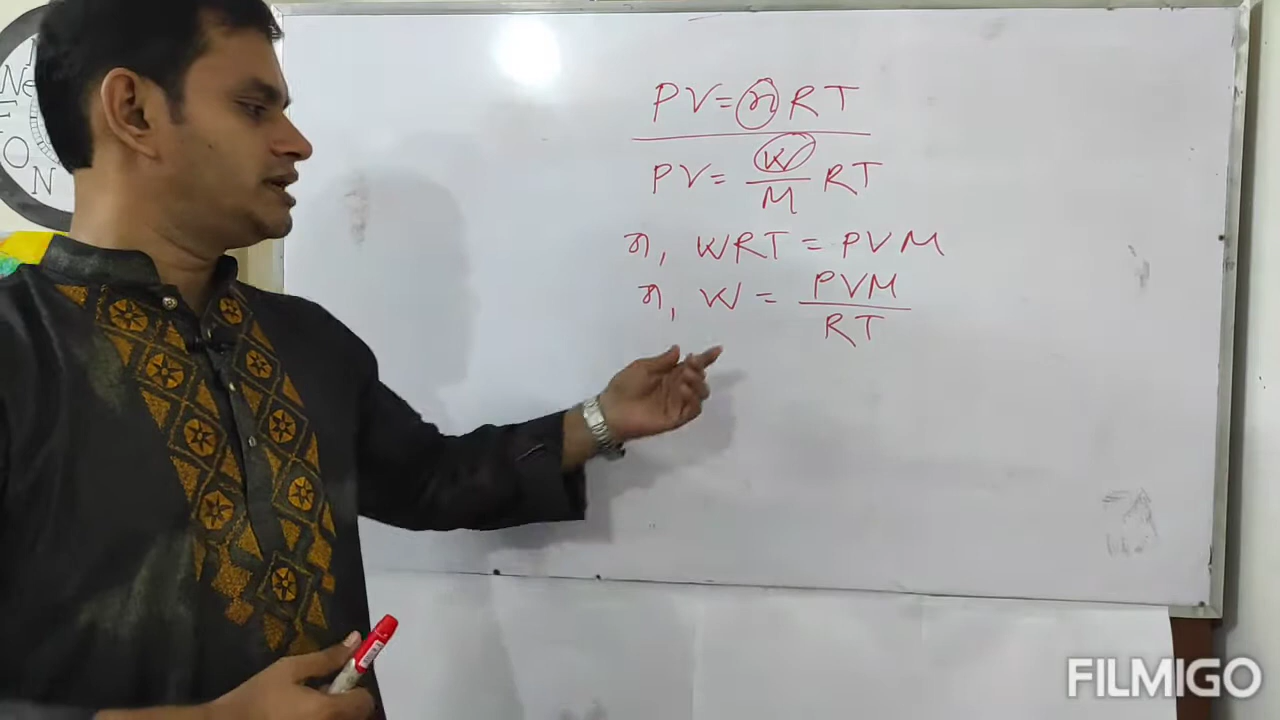 PV = n RT
PV = W/M RT
বা, WRT = PVM
বা, W = PVM/RT
FILMIGO